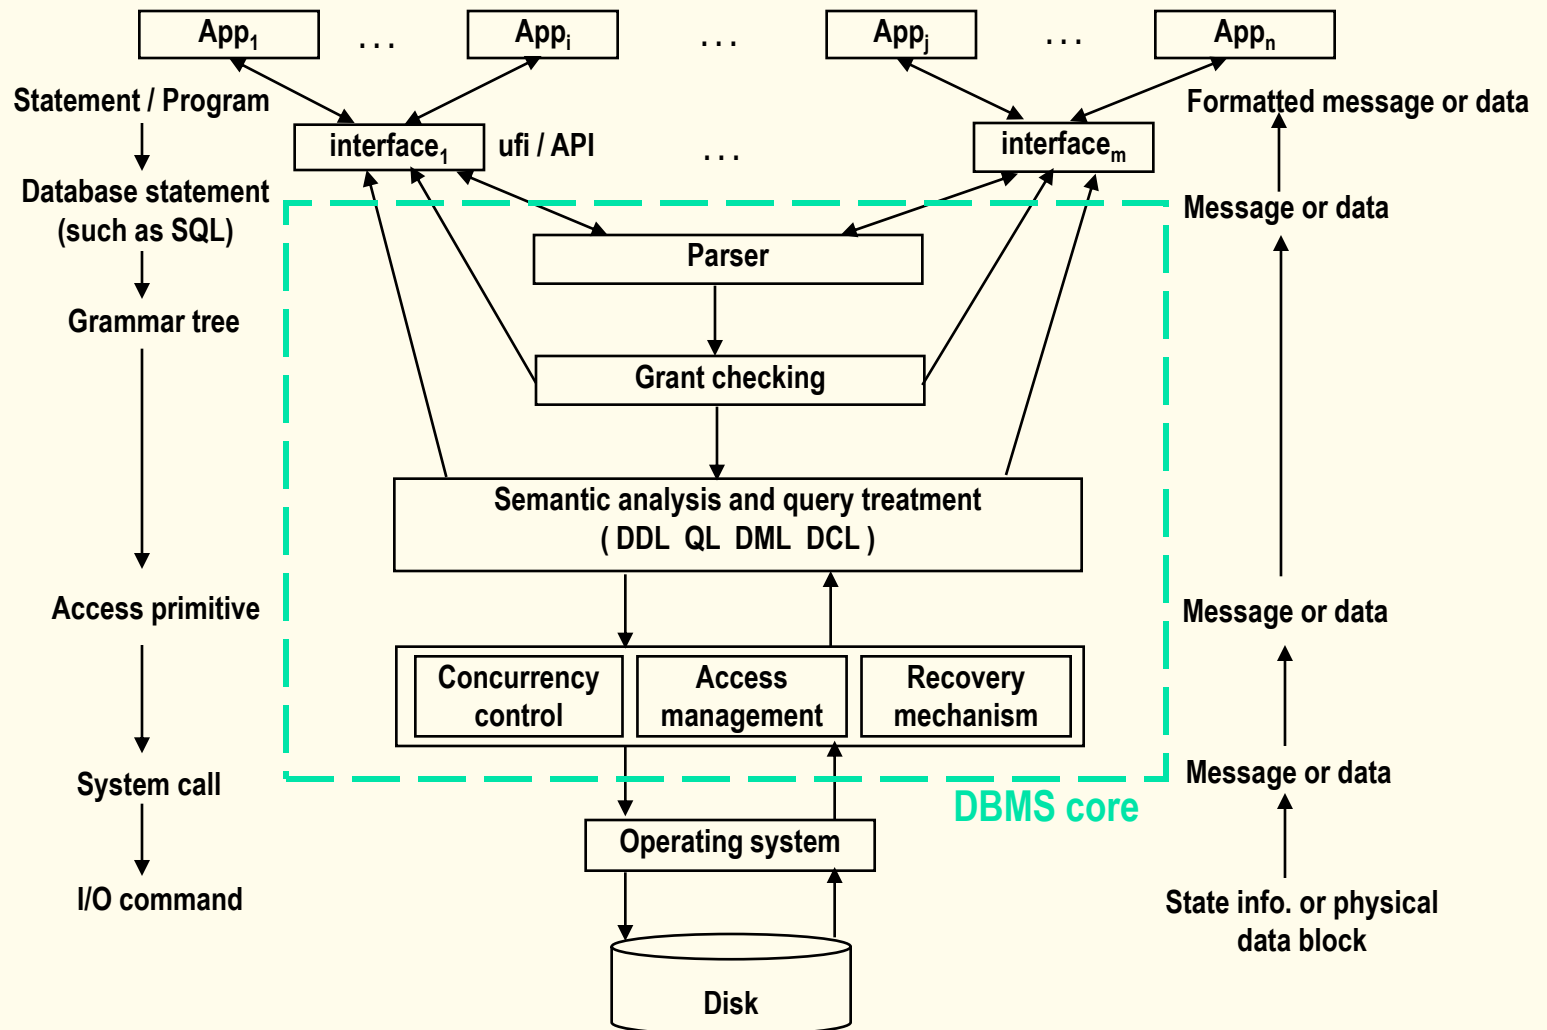 App1 ... Appi ... Appj ... Appn
Statement / Program
Formatted message or data
interface1 ufi / API ... interfacem
Database statement
(such as SQL)
Message or data
Parser
Grammar tree
Grant checking
Semantic analysis and query treatment
( DDL QL DML DCL )
Access primitive
Message or data
Concurrency
control
Access
management
Recovery
mechanism
System call
Message or data
DBMS core
Operating system
I/O command
State info. or physical
data block
Disk